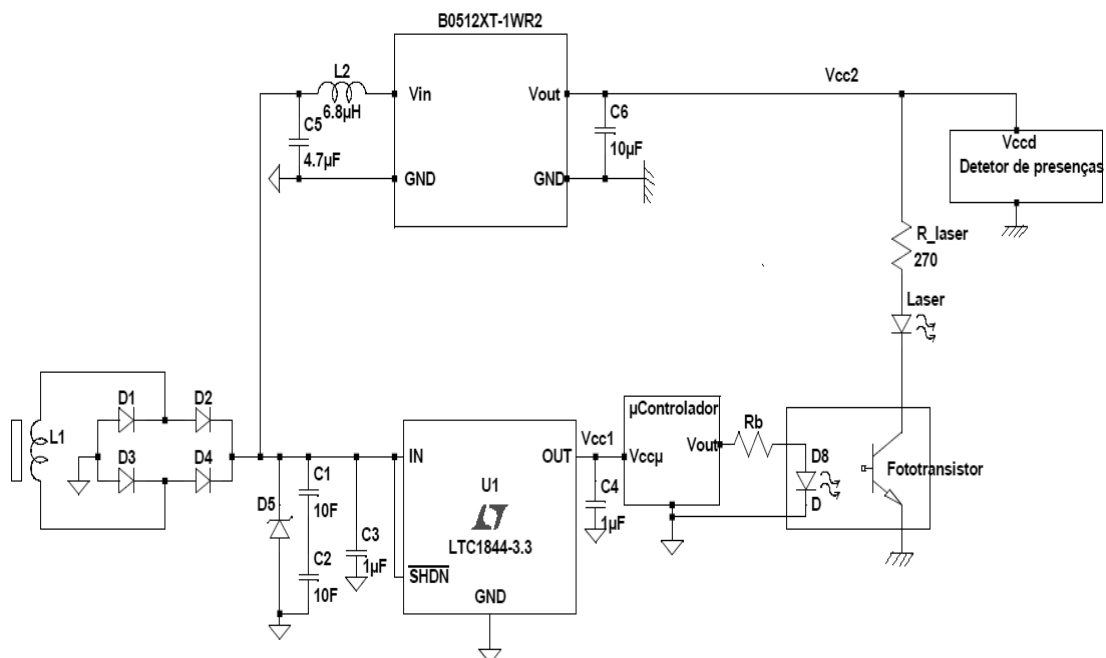 B0512XT-1WR2
L2
6.8µH
Vin
Vout
Vcc2
C5
4.7µF
C6
10µF
GND
GND
Vccd
Detetor de presenças
R_laser
270
Laser
D1
D2
L1
D3
D4
IN
OUT
Vcc1
µControlador
Vout
Vccµ
Rb
D8
D
Fototransistor
D5
C1
10F
C2
10F
C3
1µF
U1
LTC1844-3.3
SHDN
GND
C4
1µF